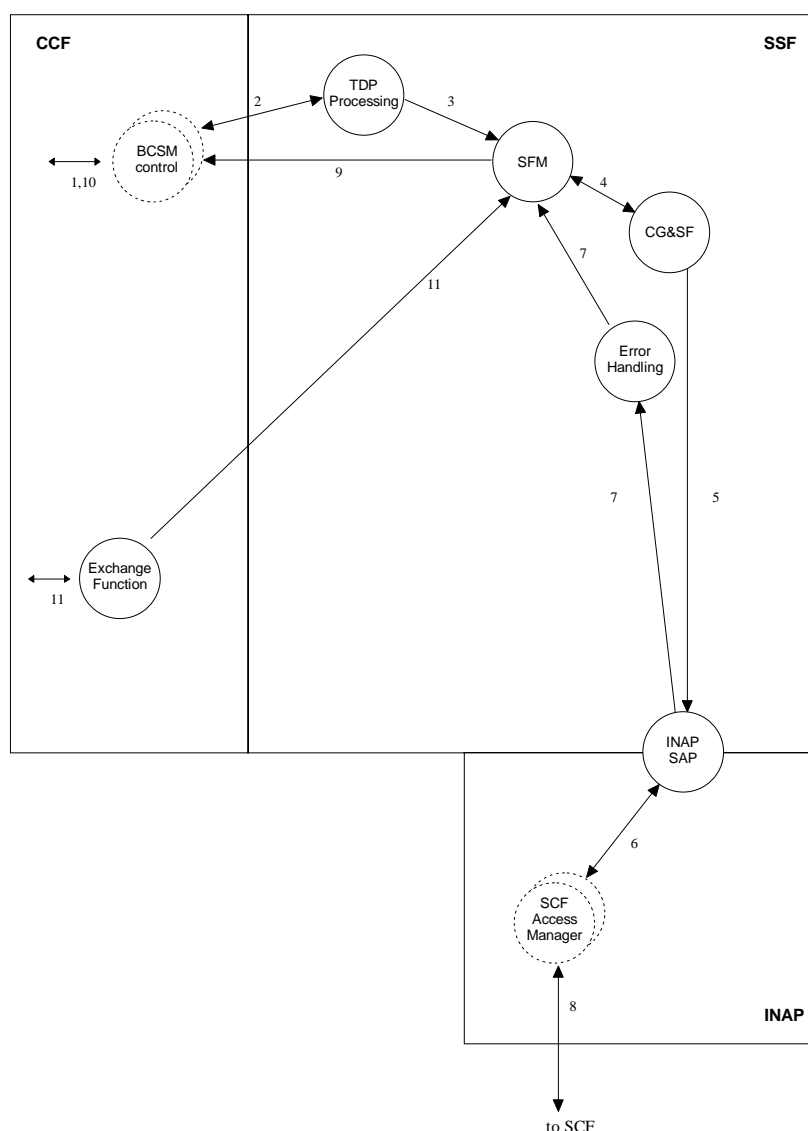 CCF
SSF
TDP
Processing
2
3
BCSM
control
1,10
9
SFM
4
CG&SF
7
11
Error
Handling
7
5
Exchange
Function
11
INAP
SAP
6
SCF
Access
Manager
8
INAP
to SCF